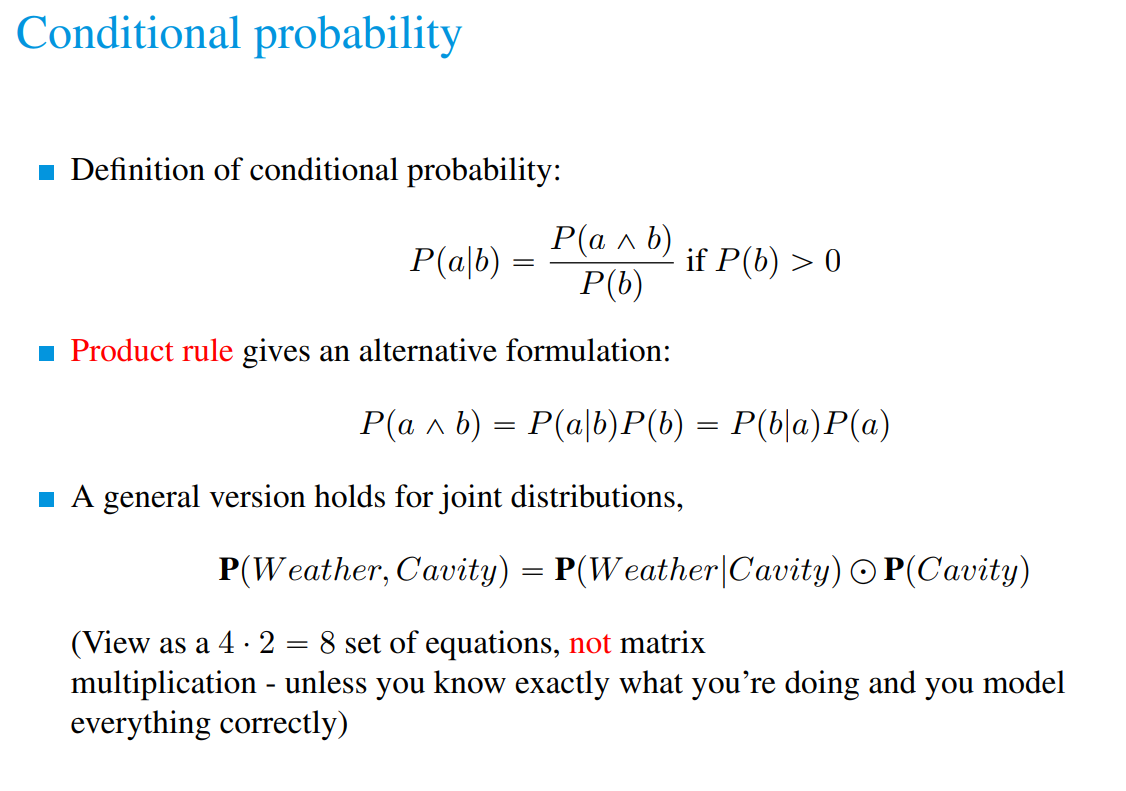 Conditional probability
Definition of conditional probability:
P(a|b) = P(a ∧ b) / P(b) if P(b) > 0
Product rule gives an alternative formulation:
P(a ∧ b) = P(a|b)P(b) = P(b|a)P(a)
A general version holds for joint distributions,
P(Weather, Cavity) = P(Weather|Cavity) ⊙ P(Cavity)
(View as a 4 · 2 = 8 set of equations, not matrix
multiplication - unless you know exactly what you're doing and you model
everything correctly)